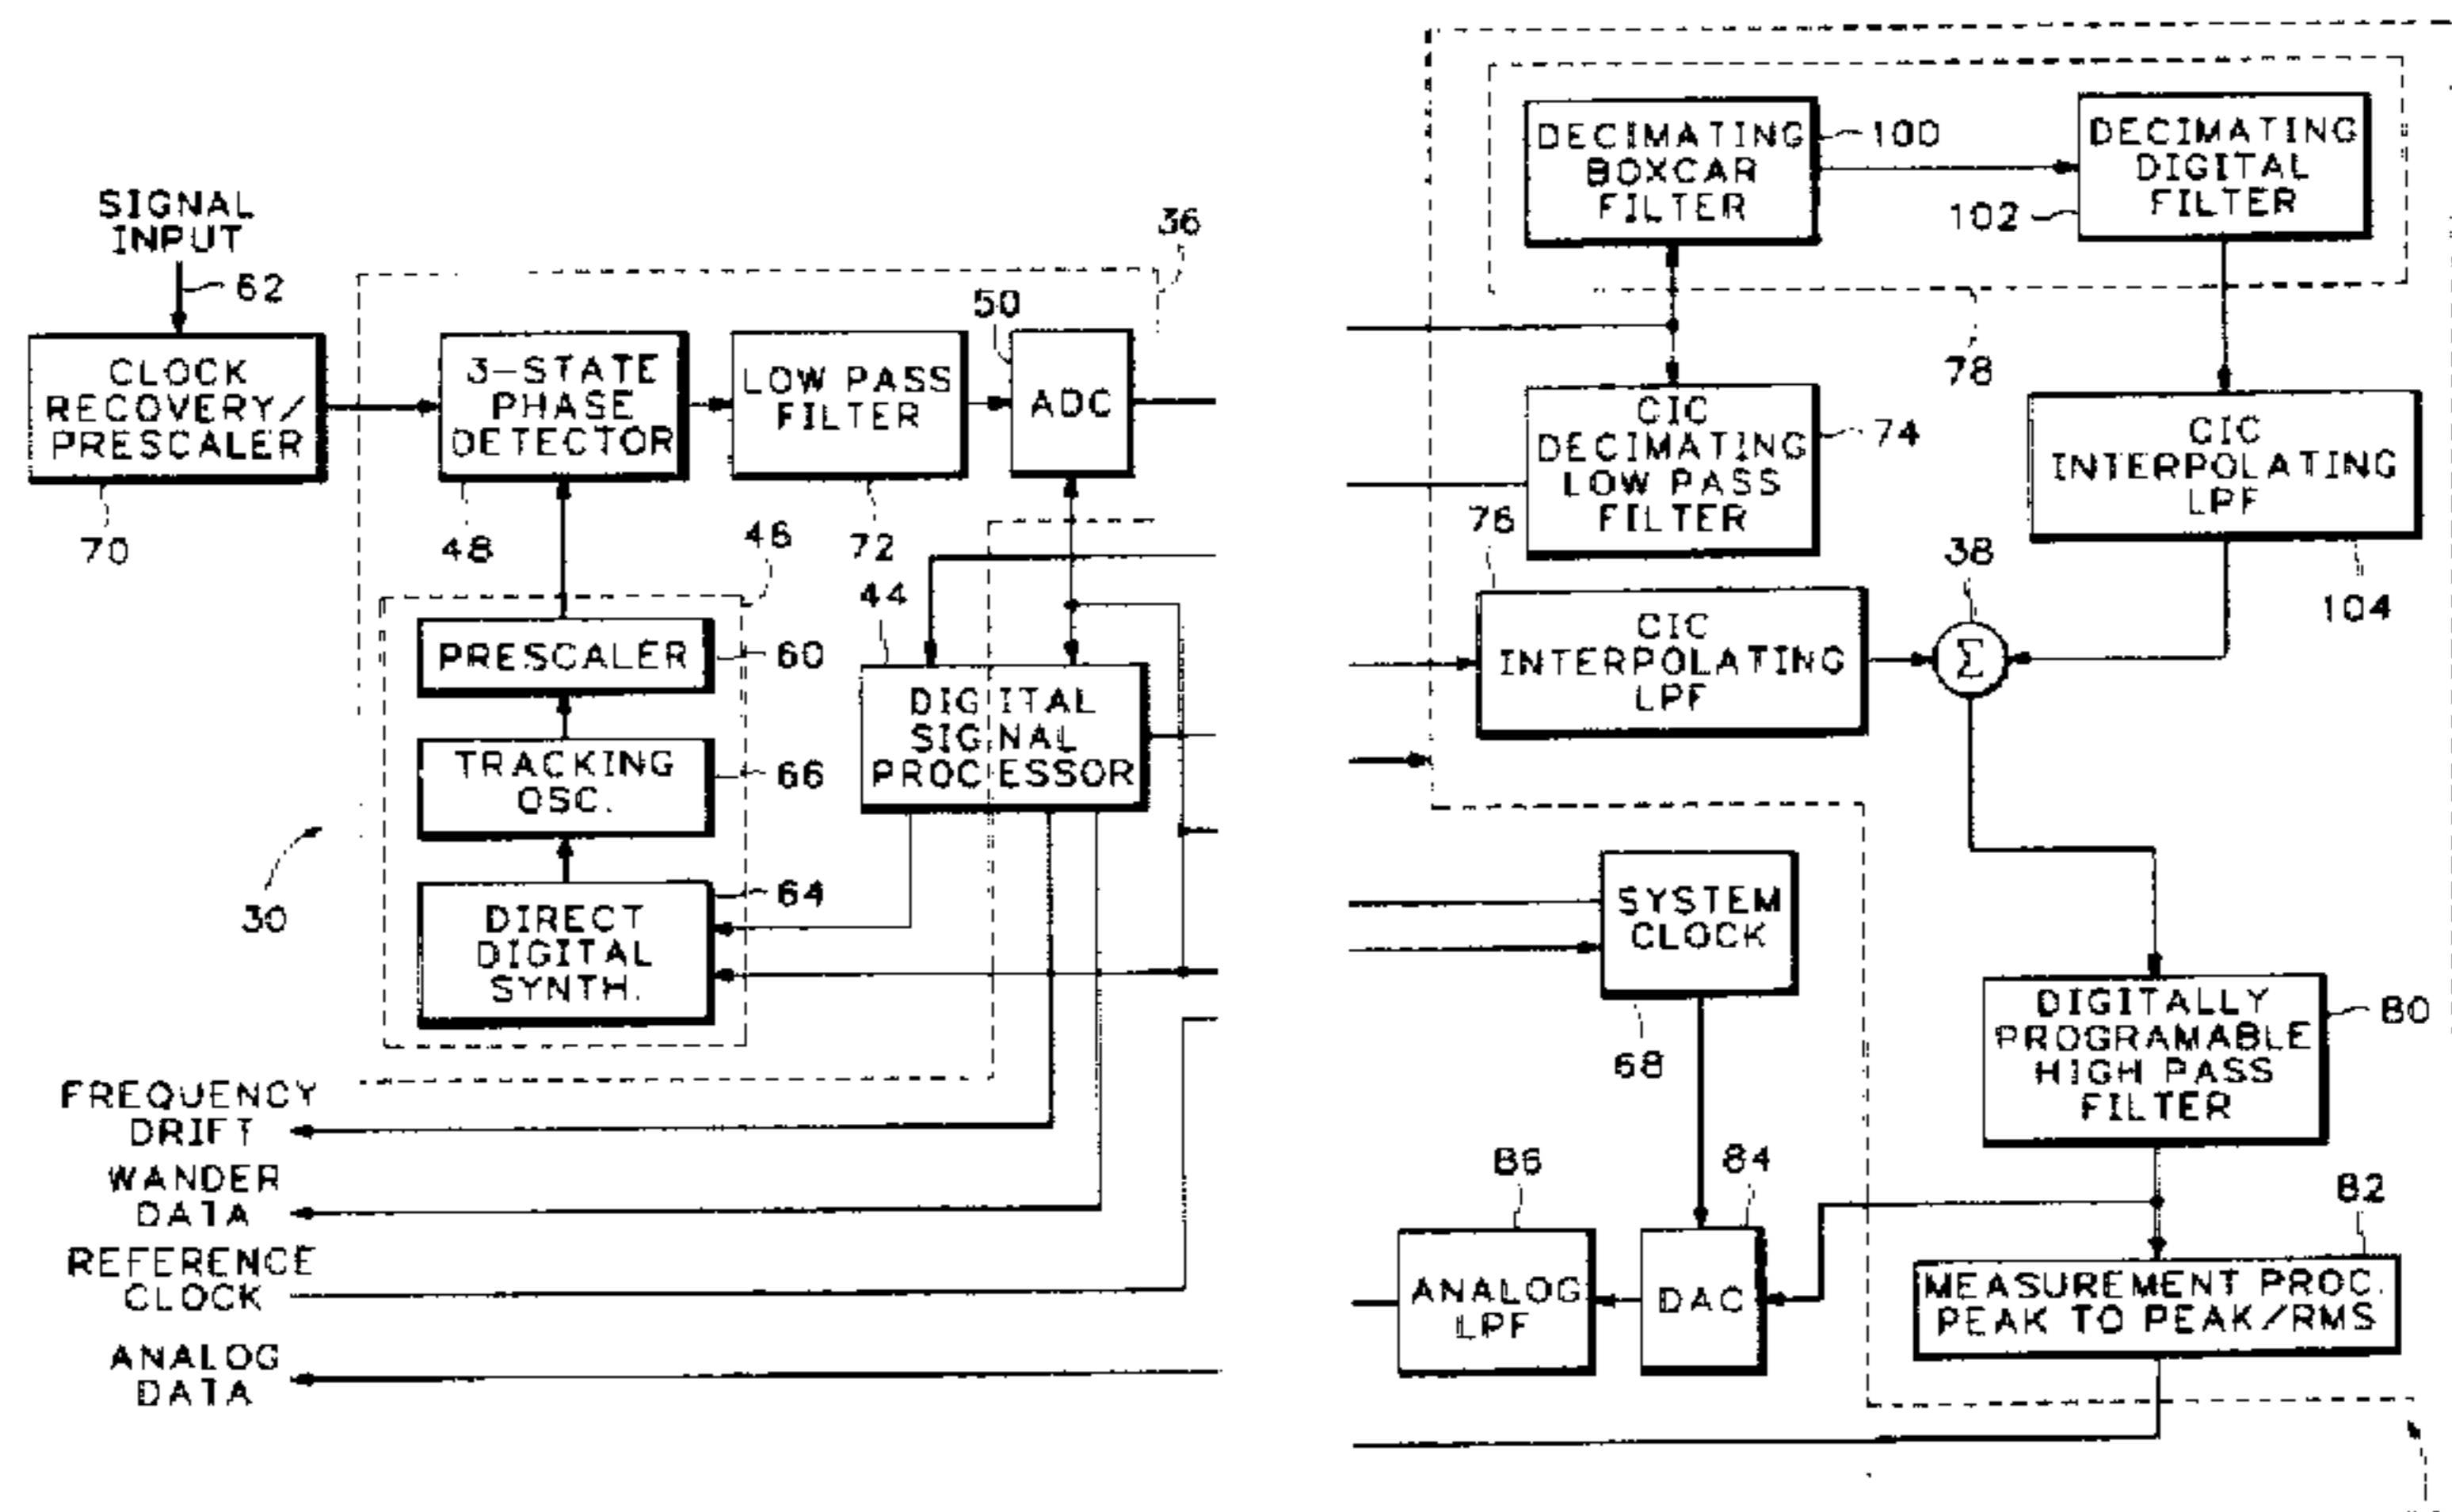 SIGNAL
INPUT
62
CLOCK
RECOVERY/
PRESCALER
70
36
3-STATE
PHASE
DETECTOR
48
LOW PASS
FILTER
72
50
ADC
46
PRESCALER
60
TRACKING
OSC.
66
DIRECT
DIGITAL
SYNTH.
64
44
DIGITAL
SIGNAL
PROCESSOR
30
FREQUENCY
DRIFT
WANDER
DATA
REFERENCE
CLOCK
ANALOG
DATA
DECIMATING
BOXCAR
FILTER
100
DECIMATING
DIGITAL
FILTER
102
78
CIC
DECIMATING
LOW PASS
FILTER
74
CIC
INTERPOLATING
LPF
104
76
CIC
INTERPOLATING
LPF
38
Σ
SYSTEM
CLOCK
68
DIGITALLY
PROGRAMABLE
HIGH PASS
FILTER
80
86
ANALOG
LPF
84
DAC
82
MEASUREMENT PROC.
PEAK TO PEAK/RMS